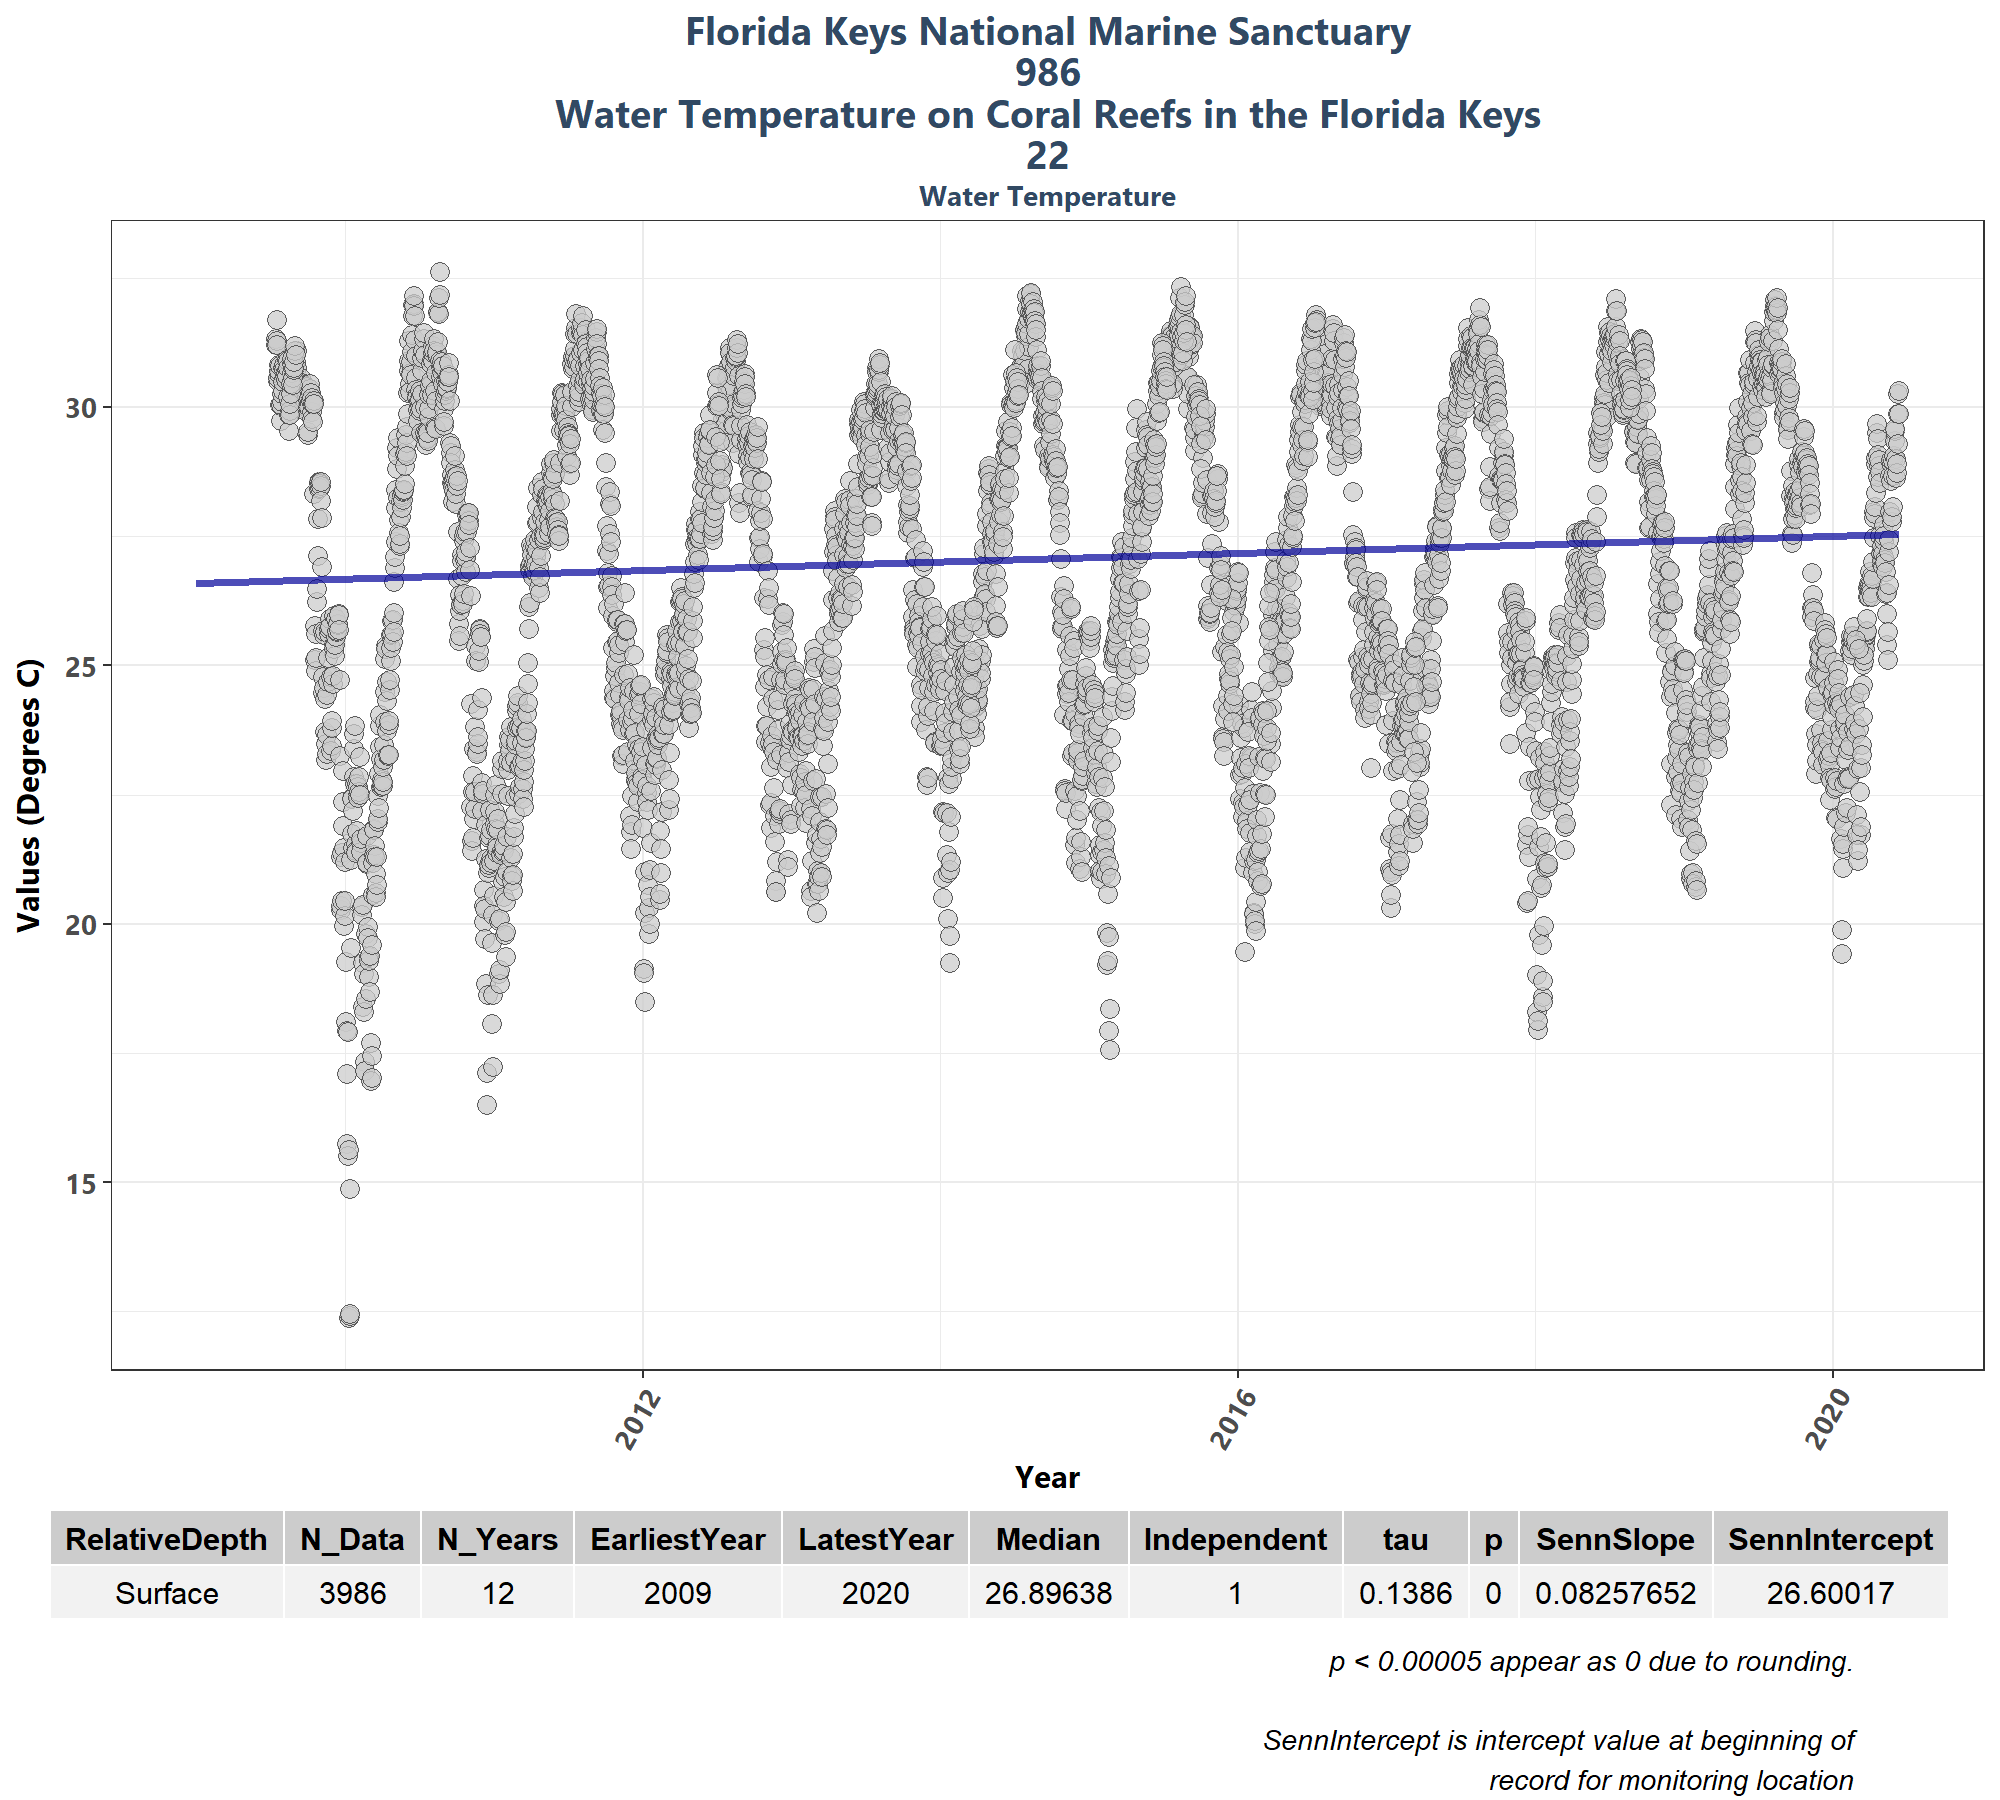 Florida Keys National Marine Sanctuary
986
Water Temperature on Coral Reefs in the Florida Keys
22
Water Temperature
Values (Degrees C)
30
25
20
15
2012
2016
2020
Year
RelativeDepth N_Data N_Years EarliestYear LatestYear Median Independent tau p SennSlope SennIntercept
Surface 3986 12 2009 2020 26.89638 1 0.1386 0 0.08257652 26.60017
p < 0.00005 appear as 0 due to rounding.
SennIntercept is intercept value at beginning of
record for monitoring location